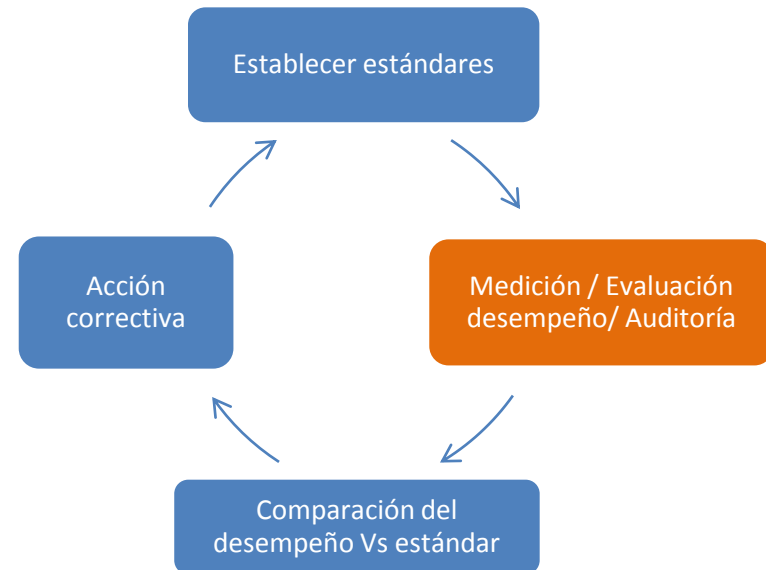 Establecer estándares
Medición / Evaluación
desempeño/ Auditoría
Comparación del
desempeño Vs estándar
Acción
correctiva